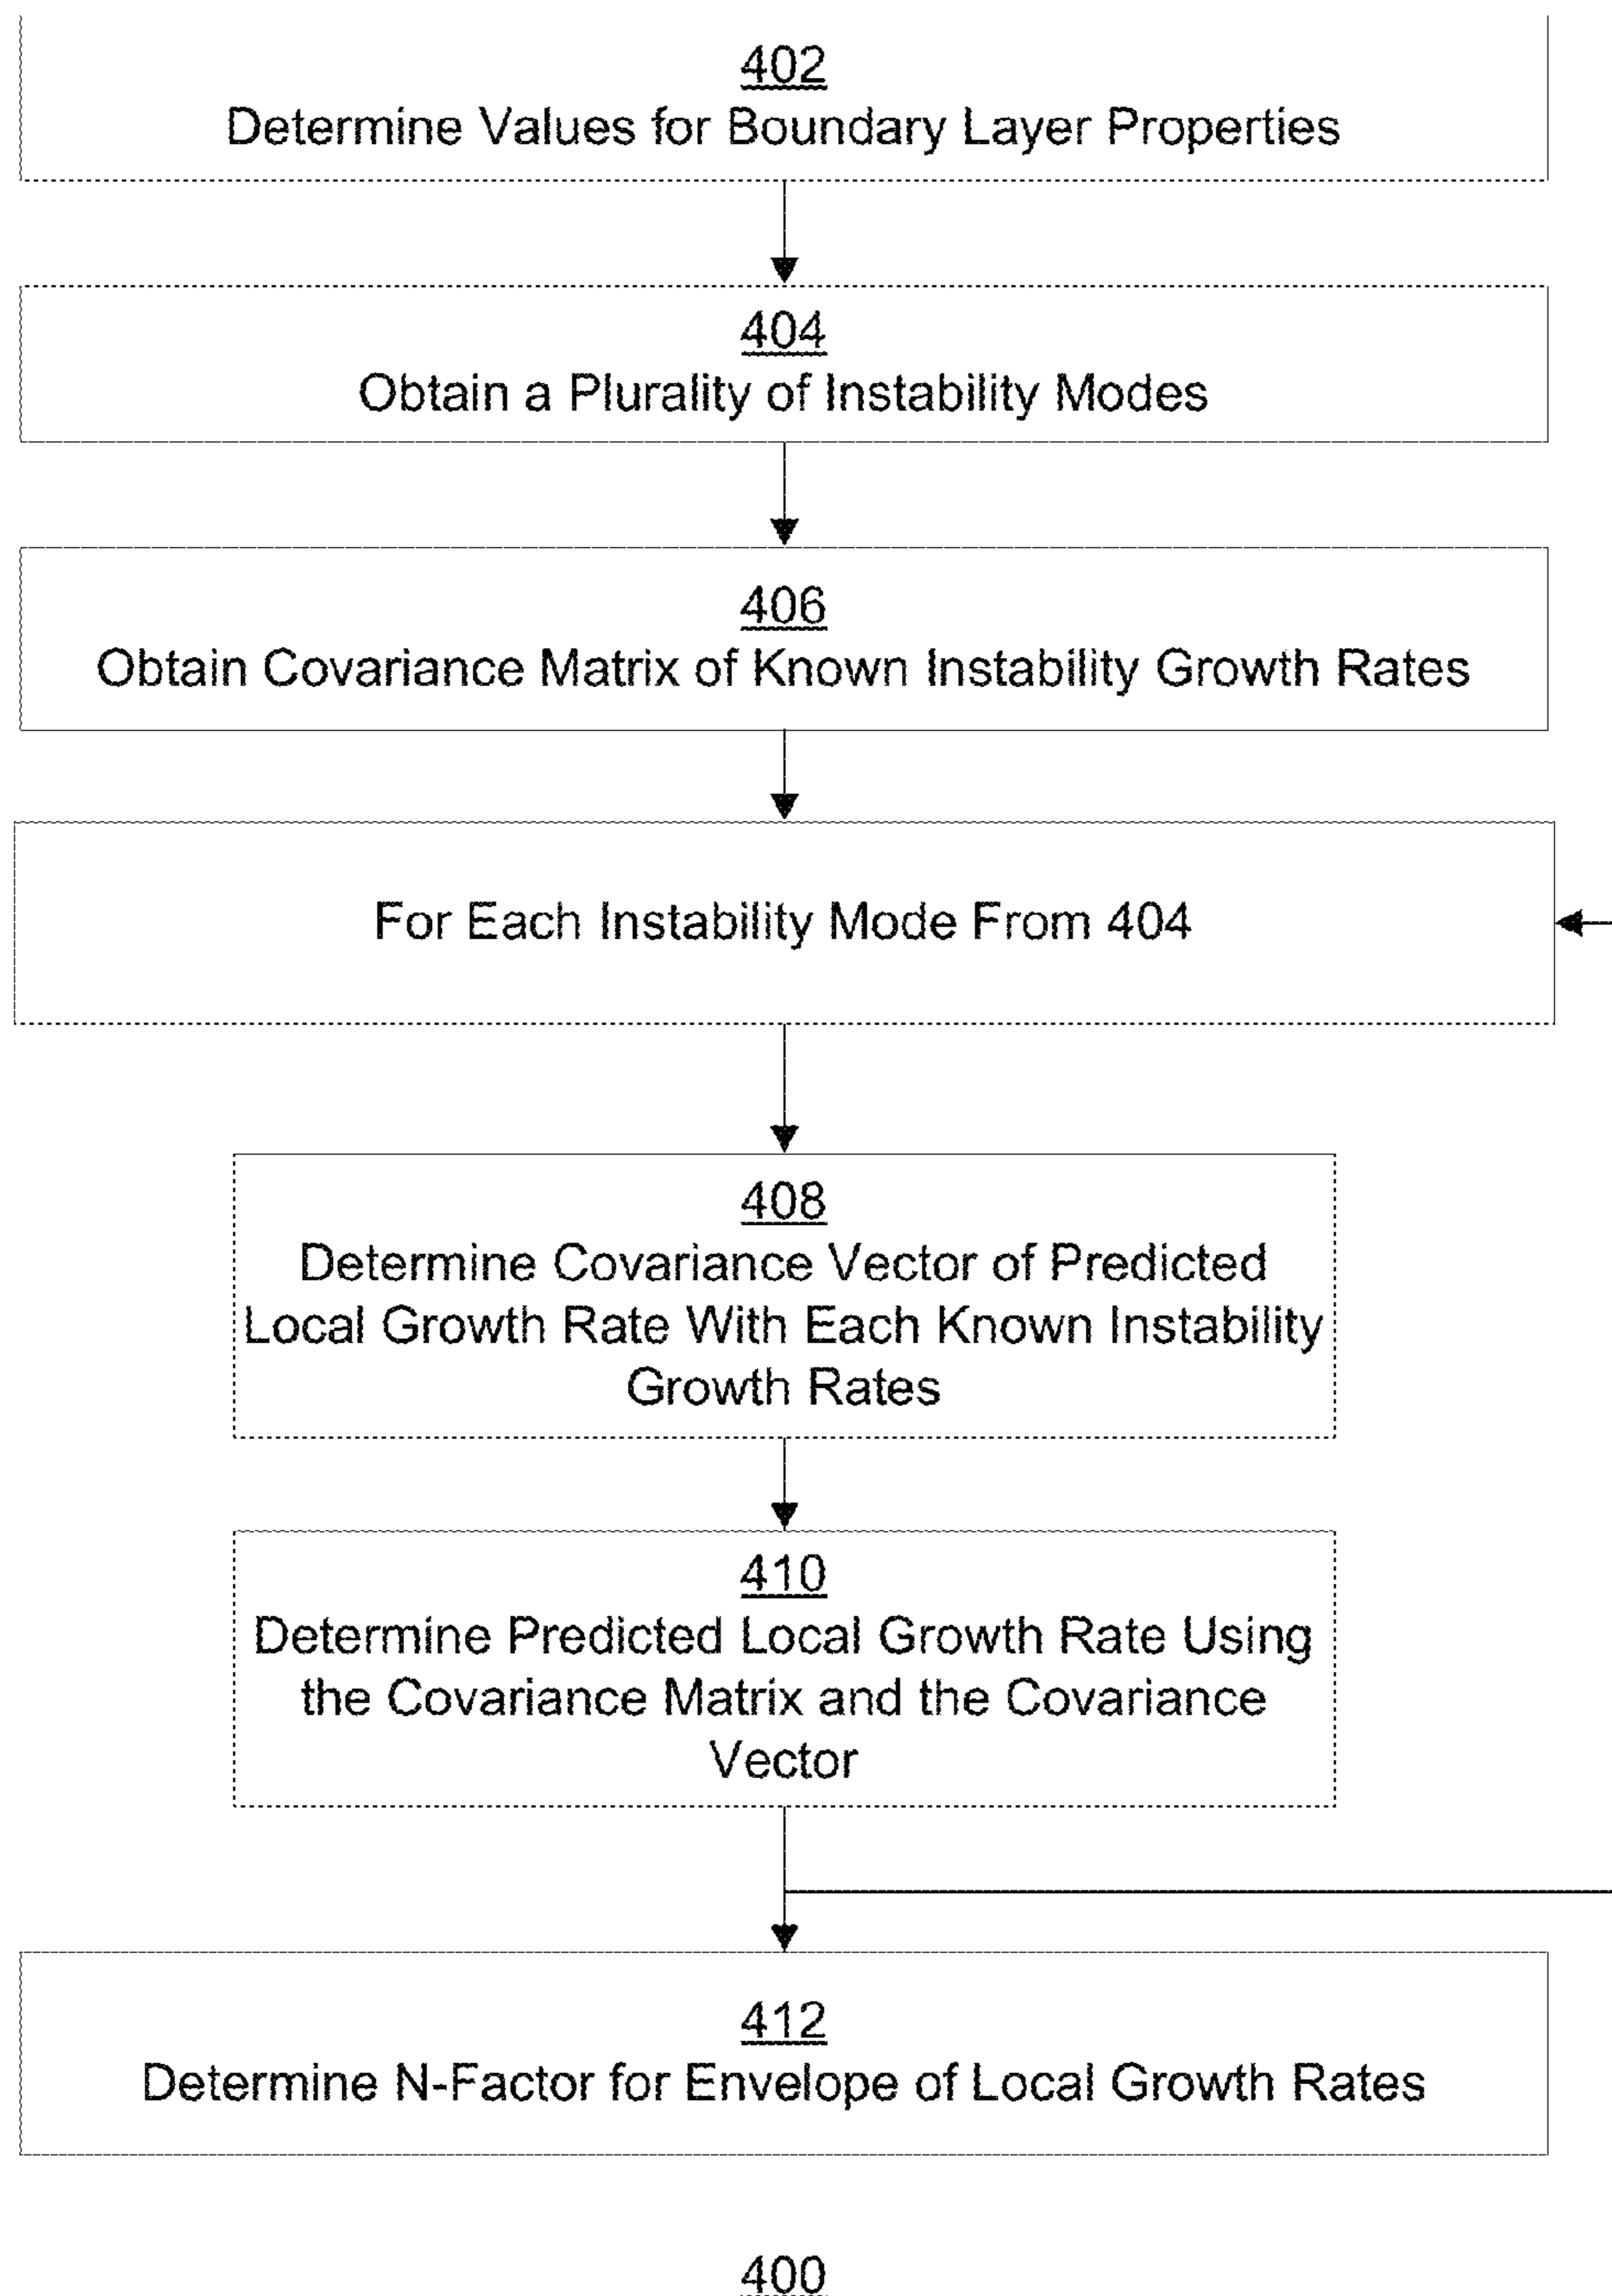 402
Determine Values for Boundary Layer Properties
404
Obtain a Plurality of Instability Modes
406
Obtain Covariance Matrix of Known Instability Growth Rates
For Each Instability Mode From 404
408
Determine Covariance Vector of Predicted
Local Growth Rate With Each Known Instability
Growth Rates
410
Determine Predicted Local Growth Rate Using
the Covariance Matrix and the Covariance
Vector
412
Determine N-Factor for Envelope of Local Growth Rates
400